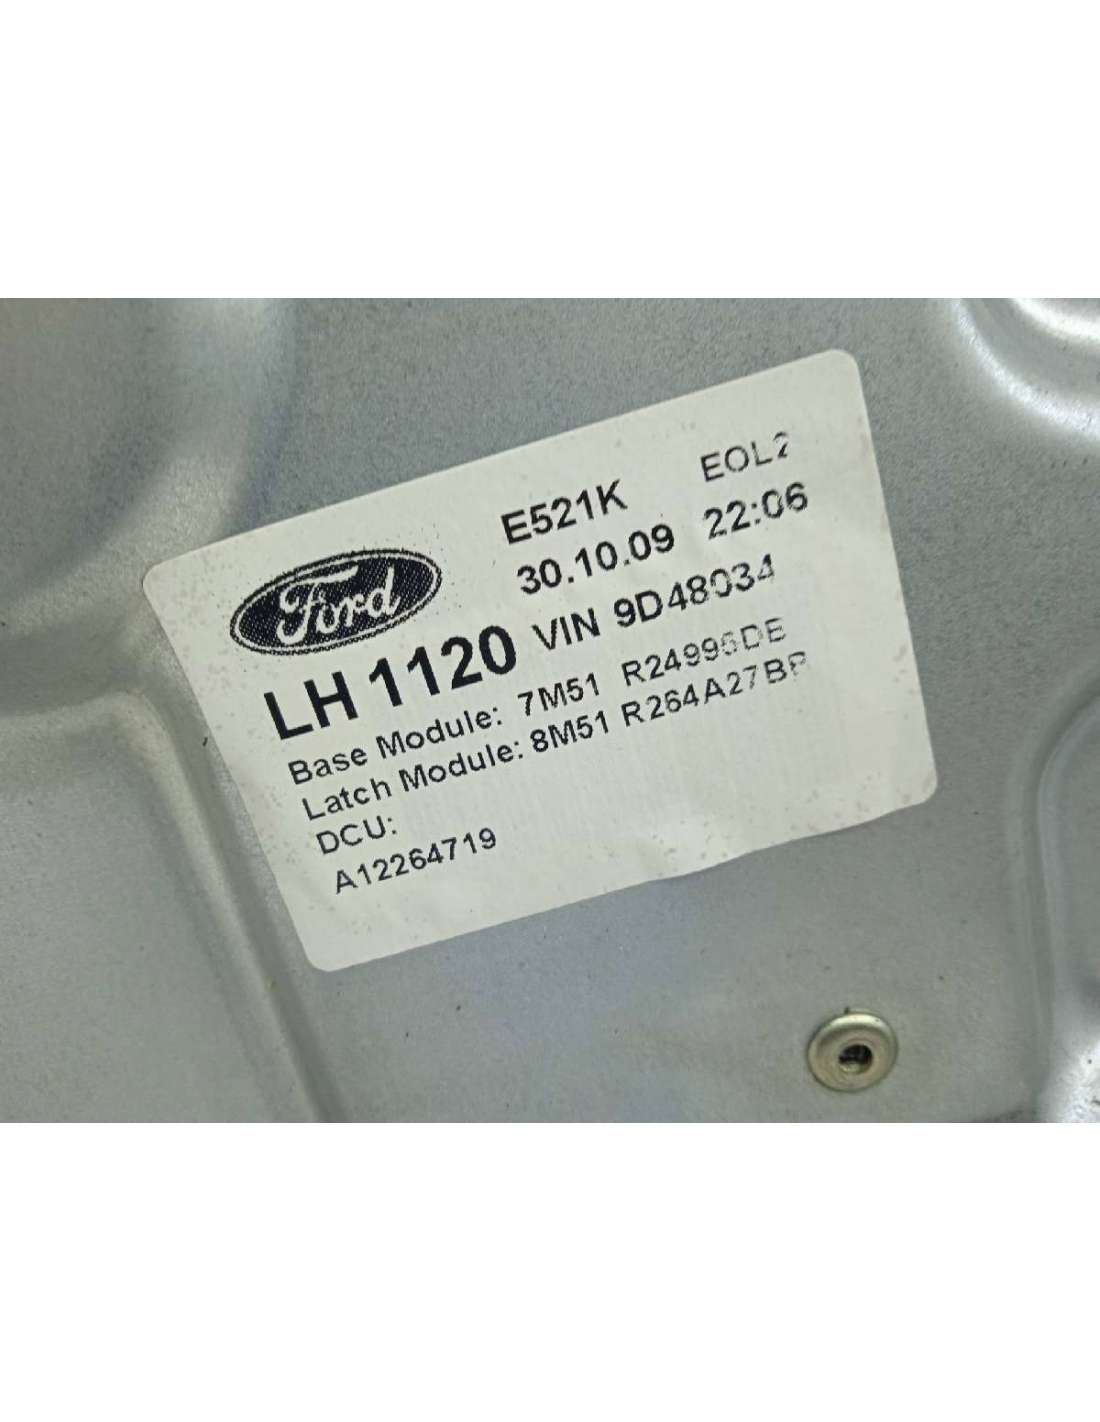 E521K EOL2
30.10.09 22:06
Ford
LH 1120 VIN 9D48034
Base Module: 7M51 R24996DE
Latch Module: 8M51 R264A27BP
DCU:
A12264719